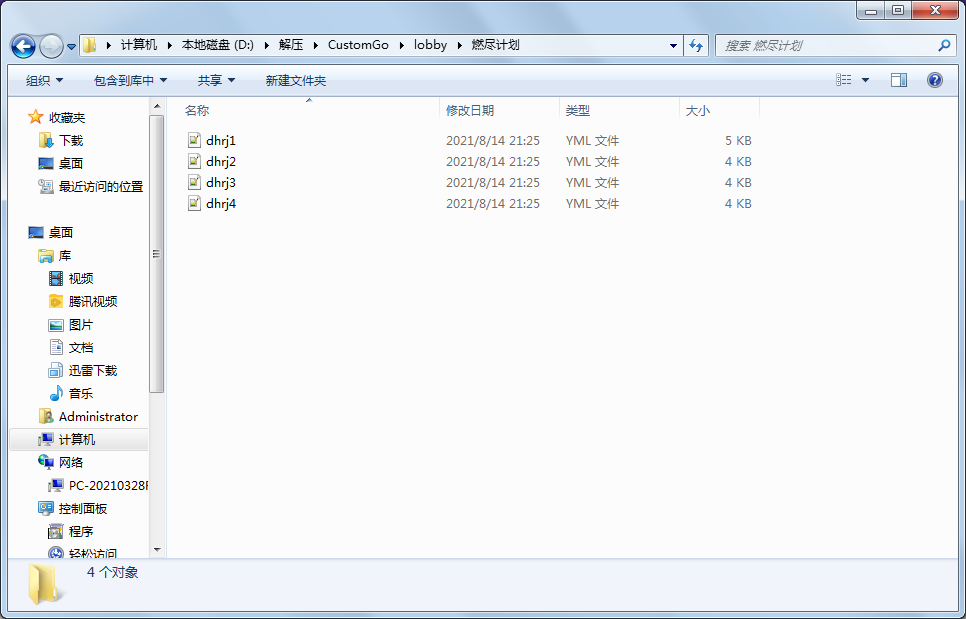 计算机 本地磁盘 (D:) 解压 CustomGo lobby 燃尽计划
搜索 燃尽计划
组织 包含到库中 共享 新建文件夹
名称 修改日期 类型 大小
收藏夹
下载
桌面
最近访问的位置
桌面
库
视频
腾讯视频
图片
文档
迅雷下载
音乐
Administrator
计算机
网络
PC-20210328
控制面板
程序
轻松访问
dhrj1 2021/8/14 21:25 YML 文件 5 KB
dhrj2 2021/8/14 21:25 YML 文件 4 KB
dhrj3 2021/8/14 21:25 YML 文件 4 KB
dhrj4 2021/8/14 21:25 YML 文件 4 KB
4 个对象